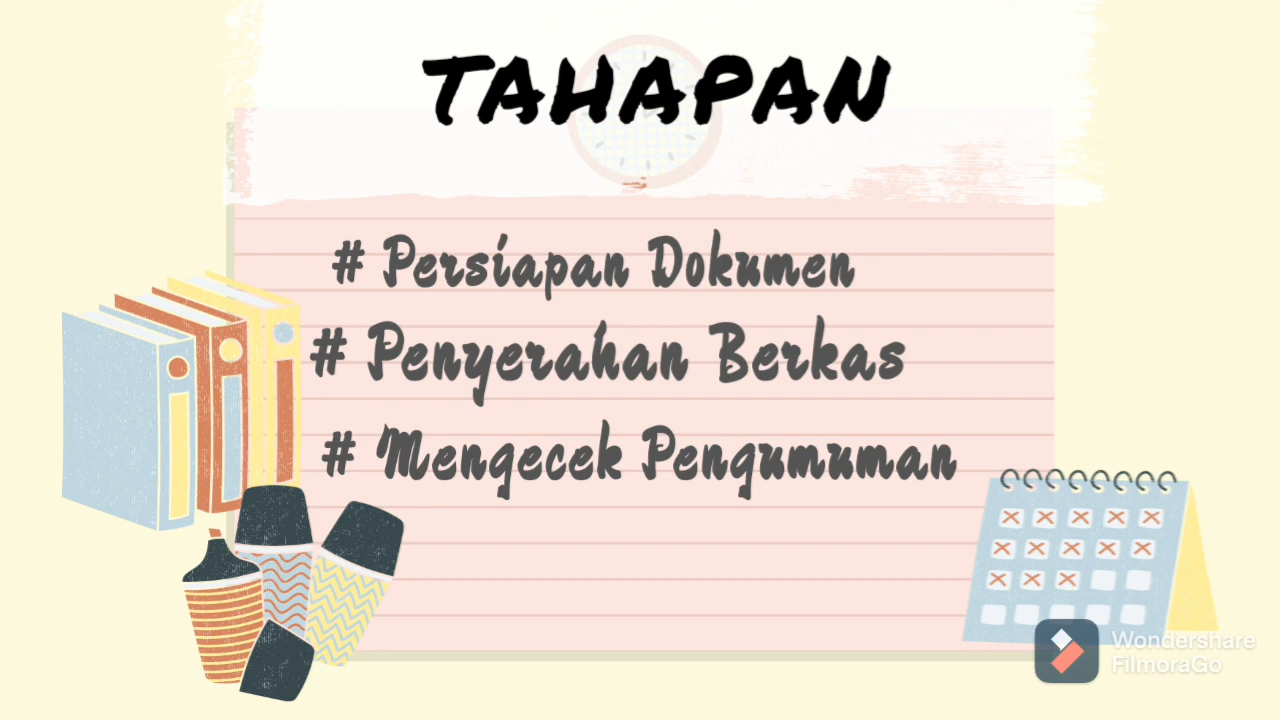 TAHAPAN
# Persiapan Dokumen
# Penyerahan Berkas
# Mengecek Pengumuman
Wondershare
FilmoraGo